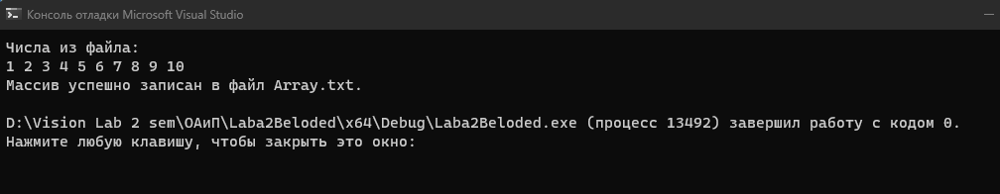 Консоль отладки Microsoft Visual Studio
Числа из файла:
1 2 3 4 5 6 7 8 9 10
Массив успешно записан в файл Array.txt.
D:\Vision Lab 2 sem\ОАиП\Laba2Beloded\x64\Debug\Laba2Beloded.exe (процесс 13492) завершил работу с кодом 0.
Нажмите любую клавишу, чтобы закрыть это окно: